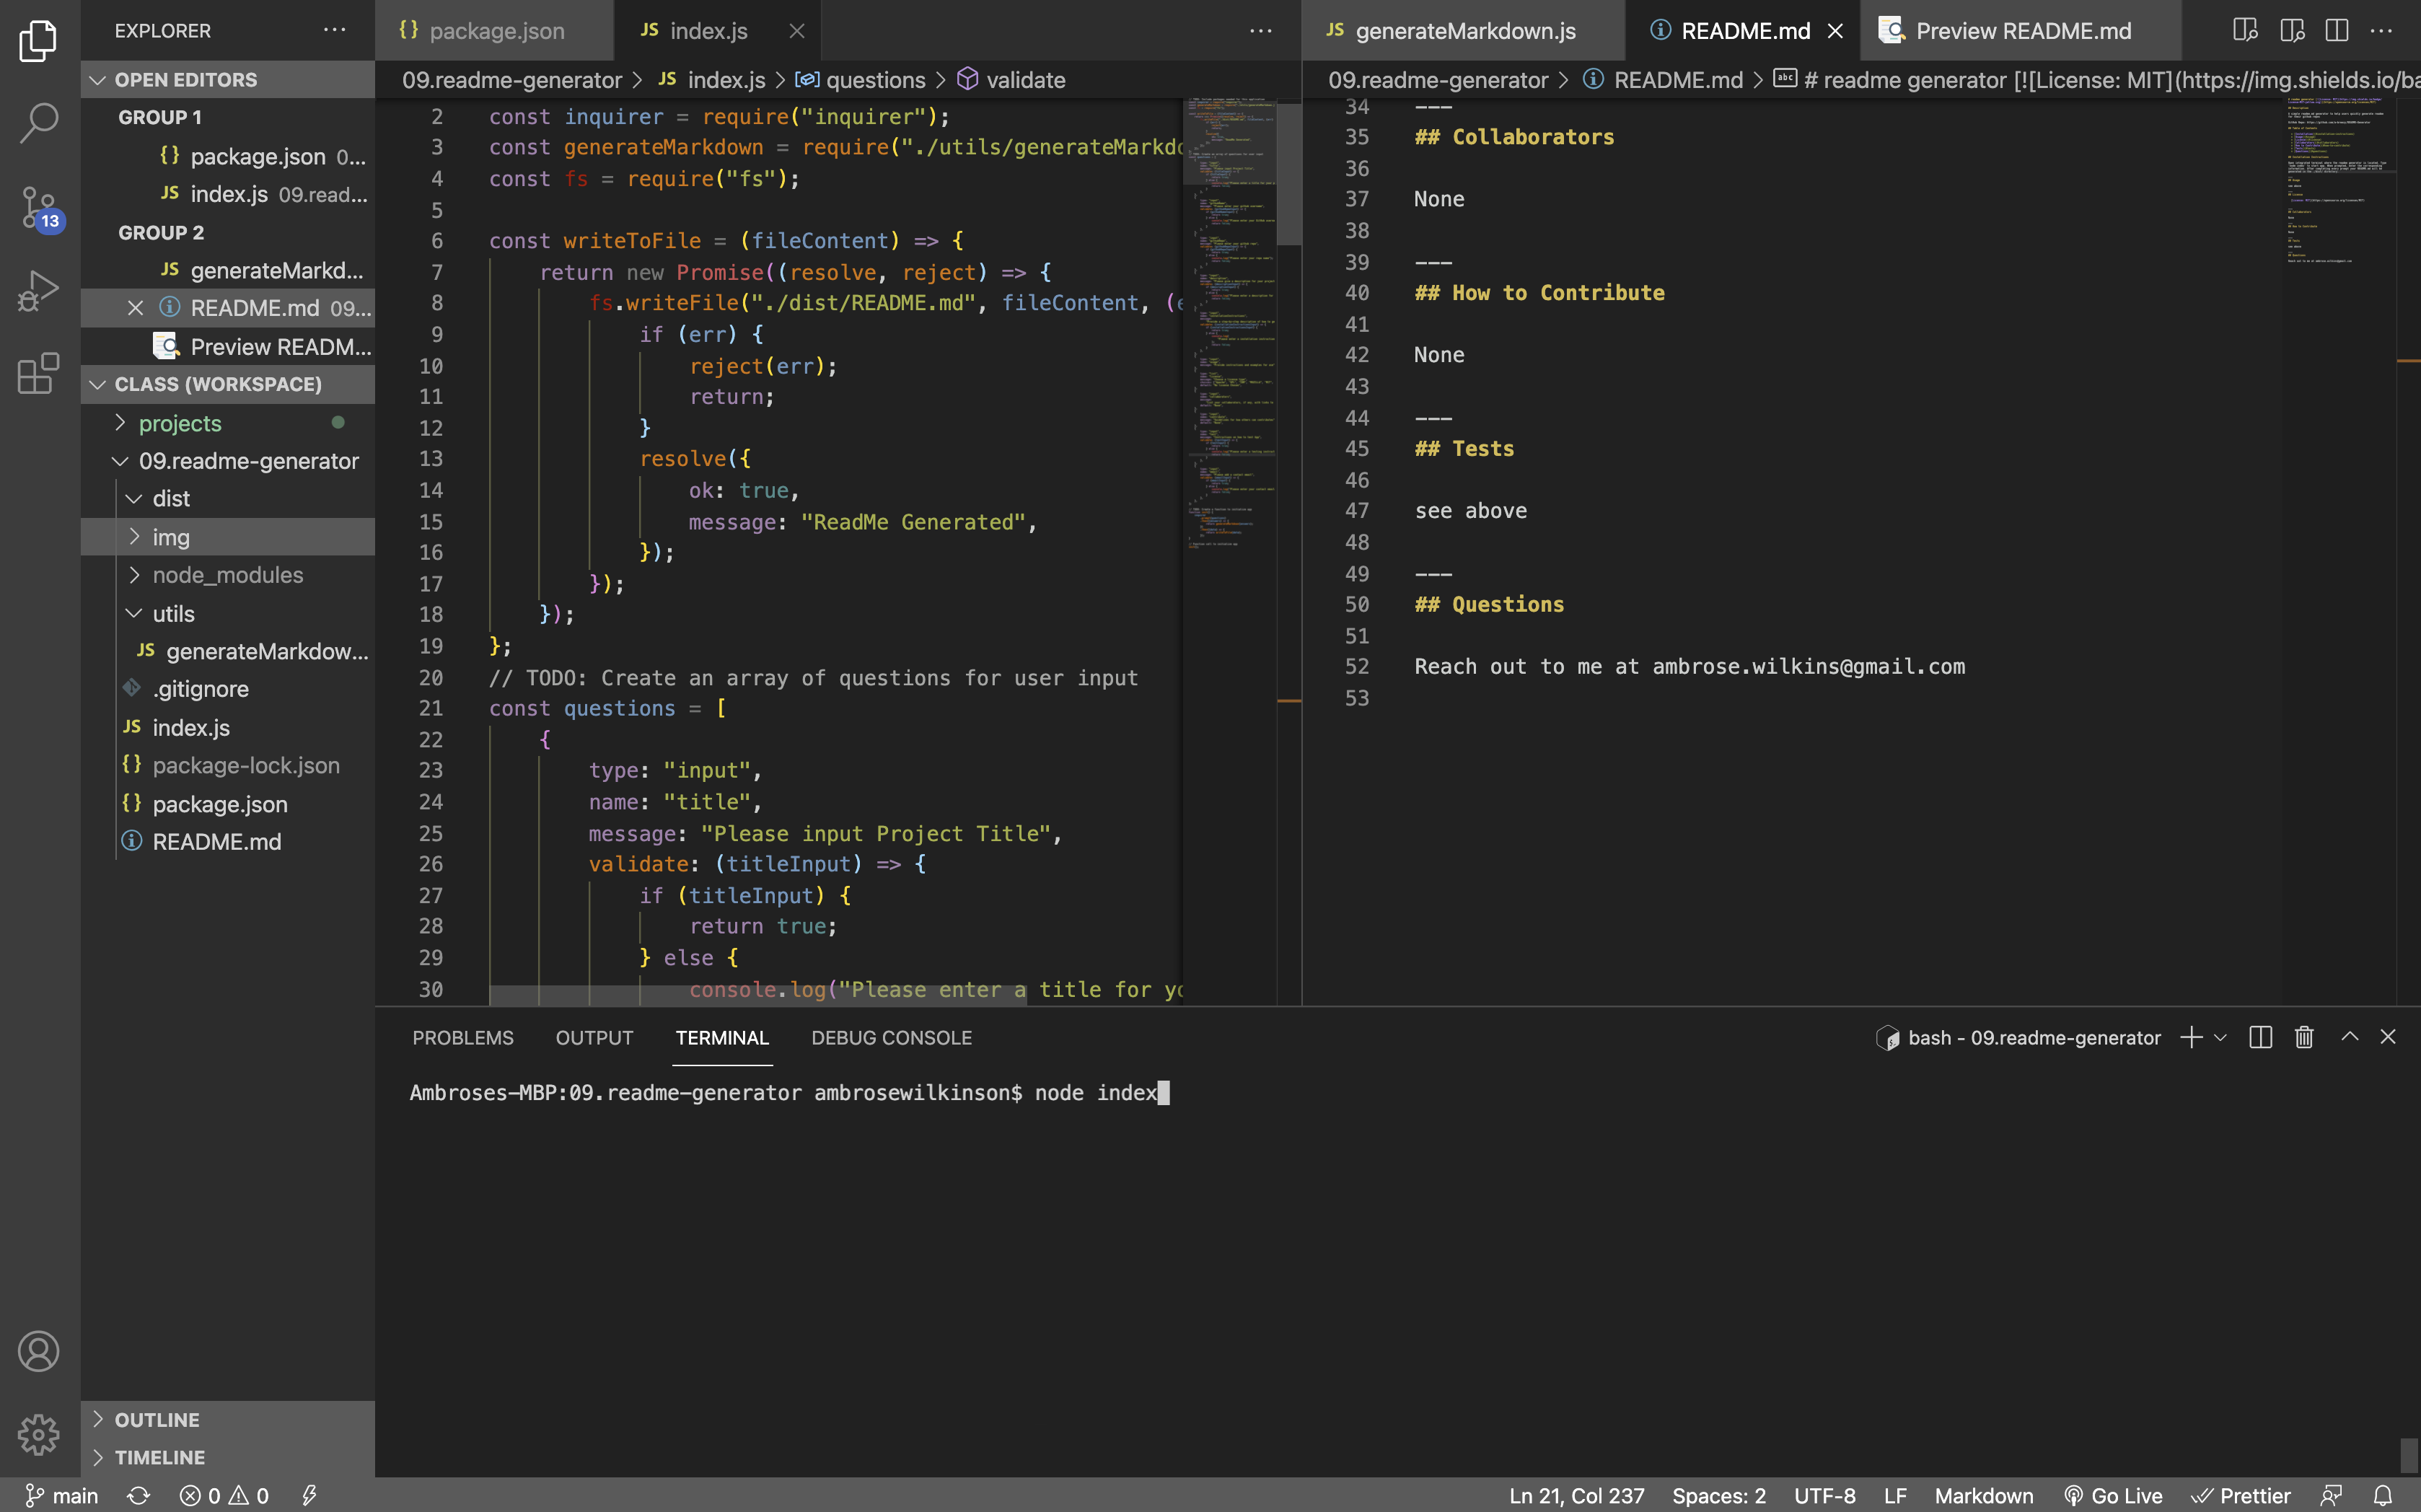 EXPLORER
OPEN EDITORS
GROUP 1
package.json 0...
index.js 09.read...
GROUP 2
generateMarkd...
README.md 09...
Preview READM...
CLASS (WORKSPACE)
projects
09.readme-generator
dist
img
node_modules
utils
JS generateMarkdow...
.gitignore
JS index.js
{} package-lock.json
{} package.json
README.md
OUTLINE
TIMELINE
13
{} package.json
JS index.js
09.readme-generator > JS index.js > questions > validate
2 const inquirer = require("inquirer");
3 const generateMarkdown = require("./utils/generateMarkdo
4 const fs = require("fs");
5
6 const writeToFile = (fileContent) => {
7 return new Promise((resolve, reject) => {
8 fs.writeFile("./dist/README.md", fileContent, (e
9 if (err) {
10 reject(err);
11 return;
12 }
13 resolve({
14 ok: true,
15 message: "ReadMe Generated",
16 });
17 });
18 });
19 };
20 // TODO: Create an array of questions for user input
21 const questions = [
22 {
23 type: "input",
24 name: "title",
25 message: "Please input Project Title",
26 validate: (titleInput) => {
27 if (titleInput) {
28 return true;
29 } else {
30 console.log("Please enter a title for yo
JS generateMarkdown.js
README.md
Preview README.md
09.readme-generator > README.md > # readme generator [![License: MIT](https://img.shields.io/ba
34 ---
35 ## Collaborators
36
37 None
38
39 ---
40 ## How to Contribute
41
42 None
43
44 ---
45 ## Tests
46
47 see above
48
49 ---
50 ## Questions
51
52 Reach out to me at ambrose.wilkins@gmail.com
53
PROBLEMS OUTPUT TERMINAL DEBUG CONSOLE
bash - 09.readme-generator
Ambroses-MBP:09.readme-generator ambrosewilkinson$ node index
main 0 0
Ln 21, Col 237 Spaces: 2 UTF-8 LF Markdown Go Live Prettier